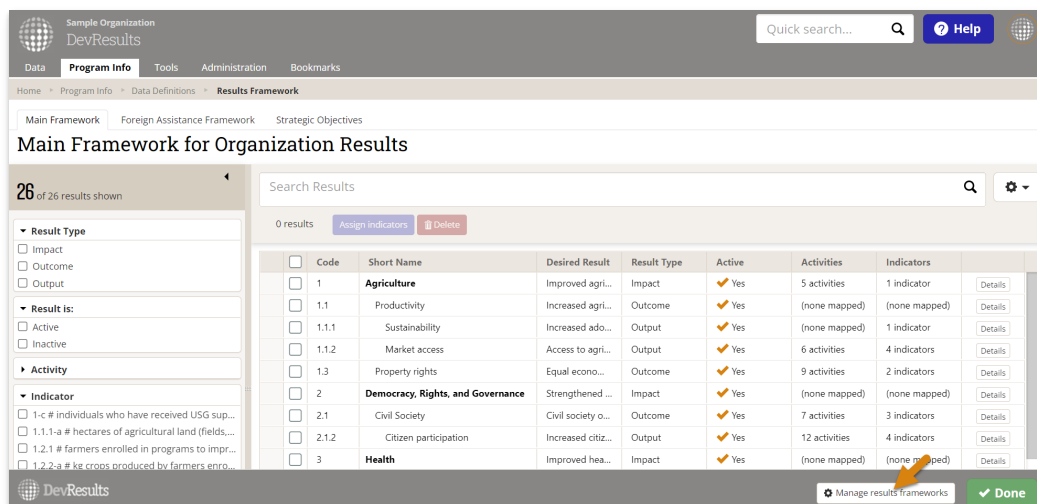 Sample Organization
DevResults
Quick search...
Help
Data Program Info Tools Administration Bookmarks
Home Program Info Data Definitions Results Framework
Main Framework Foreign Assistance Framework Strategic Objectives
Main Framework for Organization Results
26 of 26 results shown
Search Results
0 results Assign indicators Delete
Result Type
Impact
Outcome
Output
Result is:
Active
Inactive
Activity
Indicator
1-c # individuals who have received USG sup...
1.1.1-a # hectares of agricultural land (fields,...
1.2.1 # farmers enrolled in programs to impr...
1.2.2-a # kg crops produced by farmers enro...
Code Short Name Desired Result Result Type Active Activities Indicators
1 Agriculture Improved agri... Impact Yes 5 activities 1 indicator Details
1.1 Productivity Increased agri... Outcome Yes (none mapped) (none mapped) Details
1.1.1 Sustainability Increased ado... Output Yes (none mapped) 1 indicator Details
1.1.2 Market access Access to agri... Output Yes 6 activities 4 indicators Details
1.3 Property rights Equal econo... Outcome Yes 9 activities 2 indicators Details
2 Democracy, Rights, and Governance Strengthened ... Impact Yes (none mapped) (none mapped) Details
2.1 Civil Society Civil society o... Outcome Yes 7 activities 3 indicators Details
2.1.2 Citizen participation Increased citiz... Output Yes 12 activities 4 indicators Details
3 Health Improved hea... Impact Yes (none mapped) (none mapped) Details
DevResults
Manage results frameworks
Done